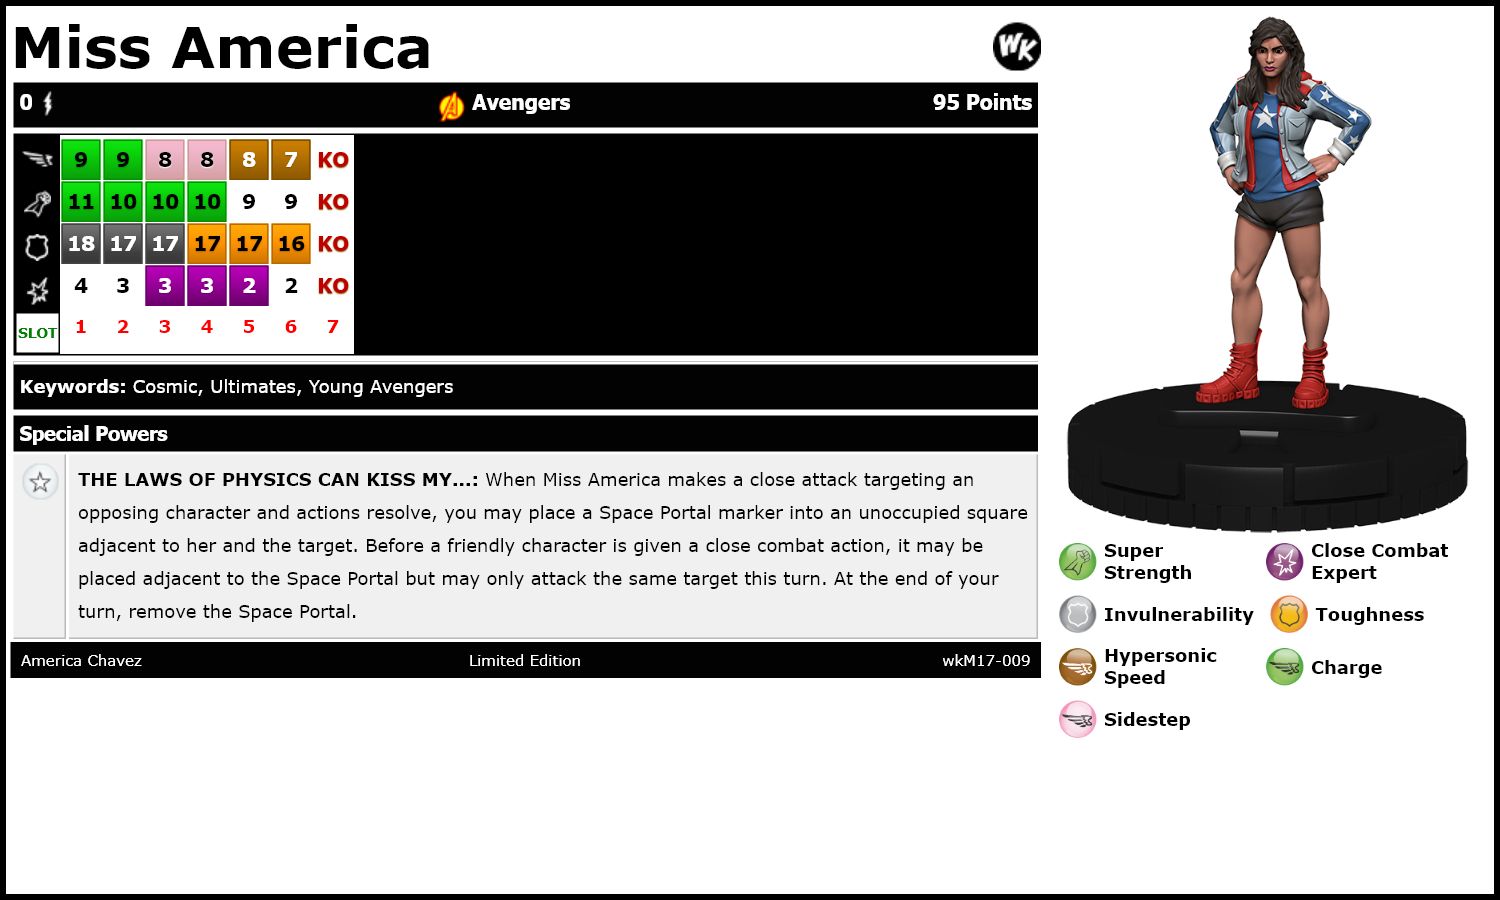 Miss America
WK
0 Avengers 95 Points
9 9 8 8 8 7 KO
11 10 10 10 9 9 KO
18 17 17 17 17 16 KO
4 3 3 3 2 2 KO
SLOT 1 2 3 4 5 6 7
Keywords: Cosmic, Ultimates, Young Avengers
Special Powers
THE LAWS OF PHYSICS CAN KISS MY...: When Miss America makes a close attack targeting an
opposing character and actions resolve, you may place a Space Portal marker into an unoccupied square
adjacent to her and the target. Before a friendly character is given a close combat action, it may be
placed adjacent to the Space Portal but may only attack the same target this turn. At the end of your
turn, remove the Space Portal.
America Chavez Limited Edition wkM17-009
Super
Strength
Close Combat
Expert
Invulnerability
Toughness
Hypersonic
Speed
Charge
Sidestep